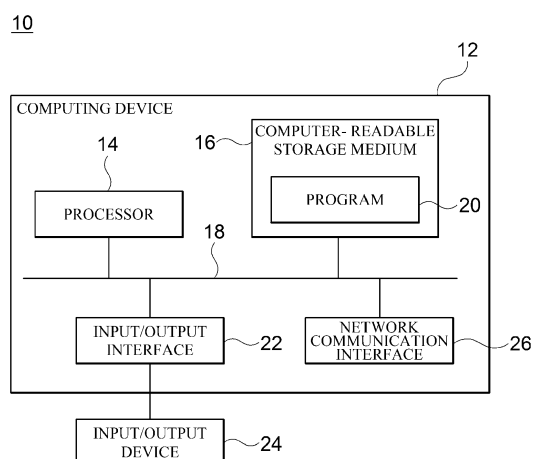 10
12
COMPUTING DEVICE
14
16
COMPUTER- READABLE
STORAGE MEDIUM
PROCESSOR
PROGRAM
20
18
INPUT/OUTPUT
INTERFACE
22
NETWORK
COMMUNICATION
INTERFACE
26
INPUT/OUTPUT
DEVICE
24